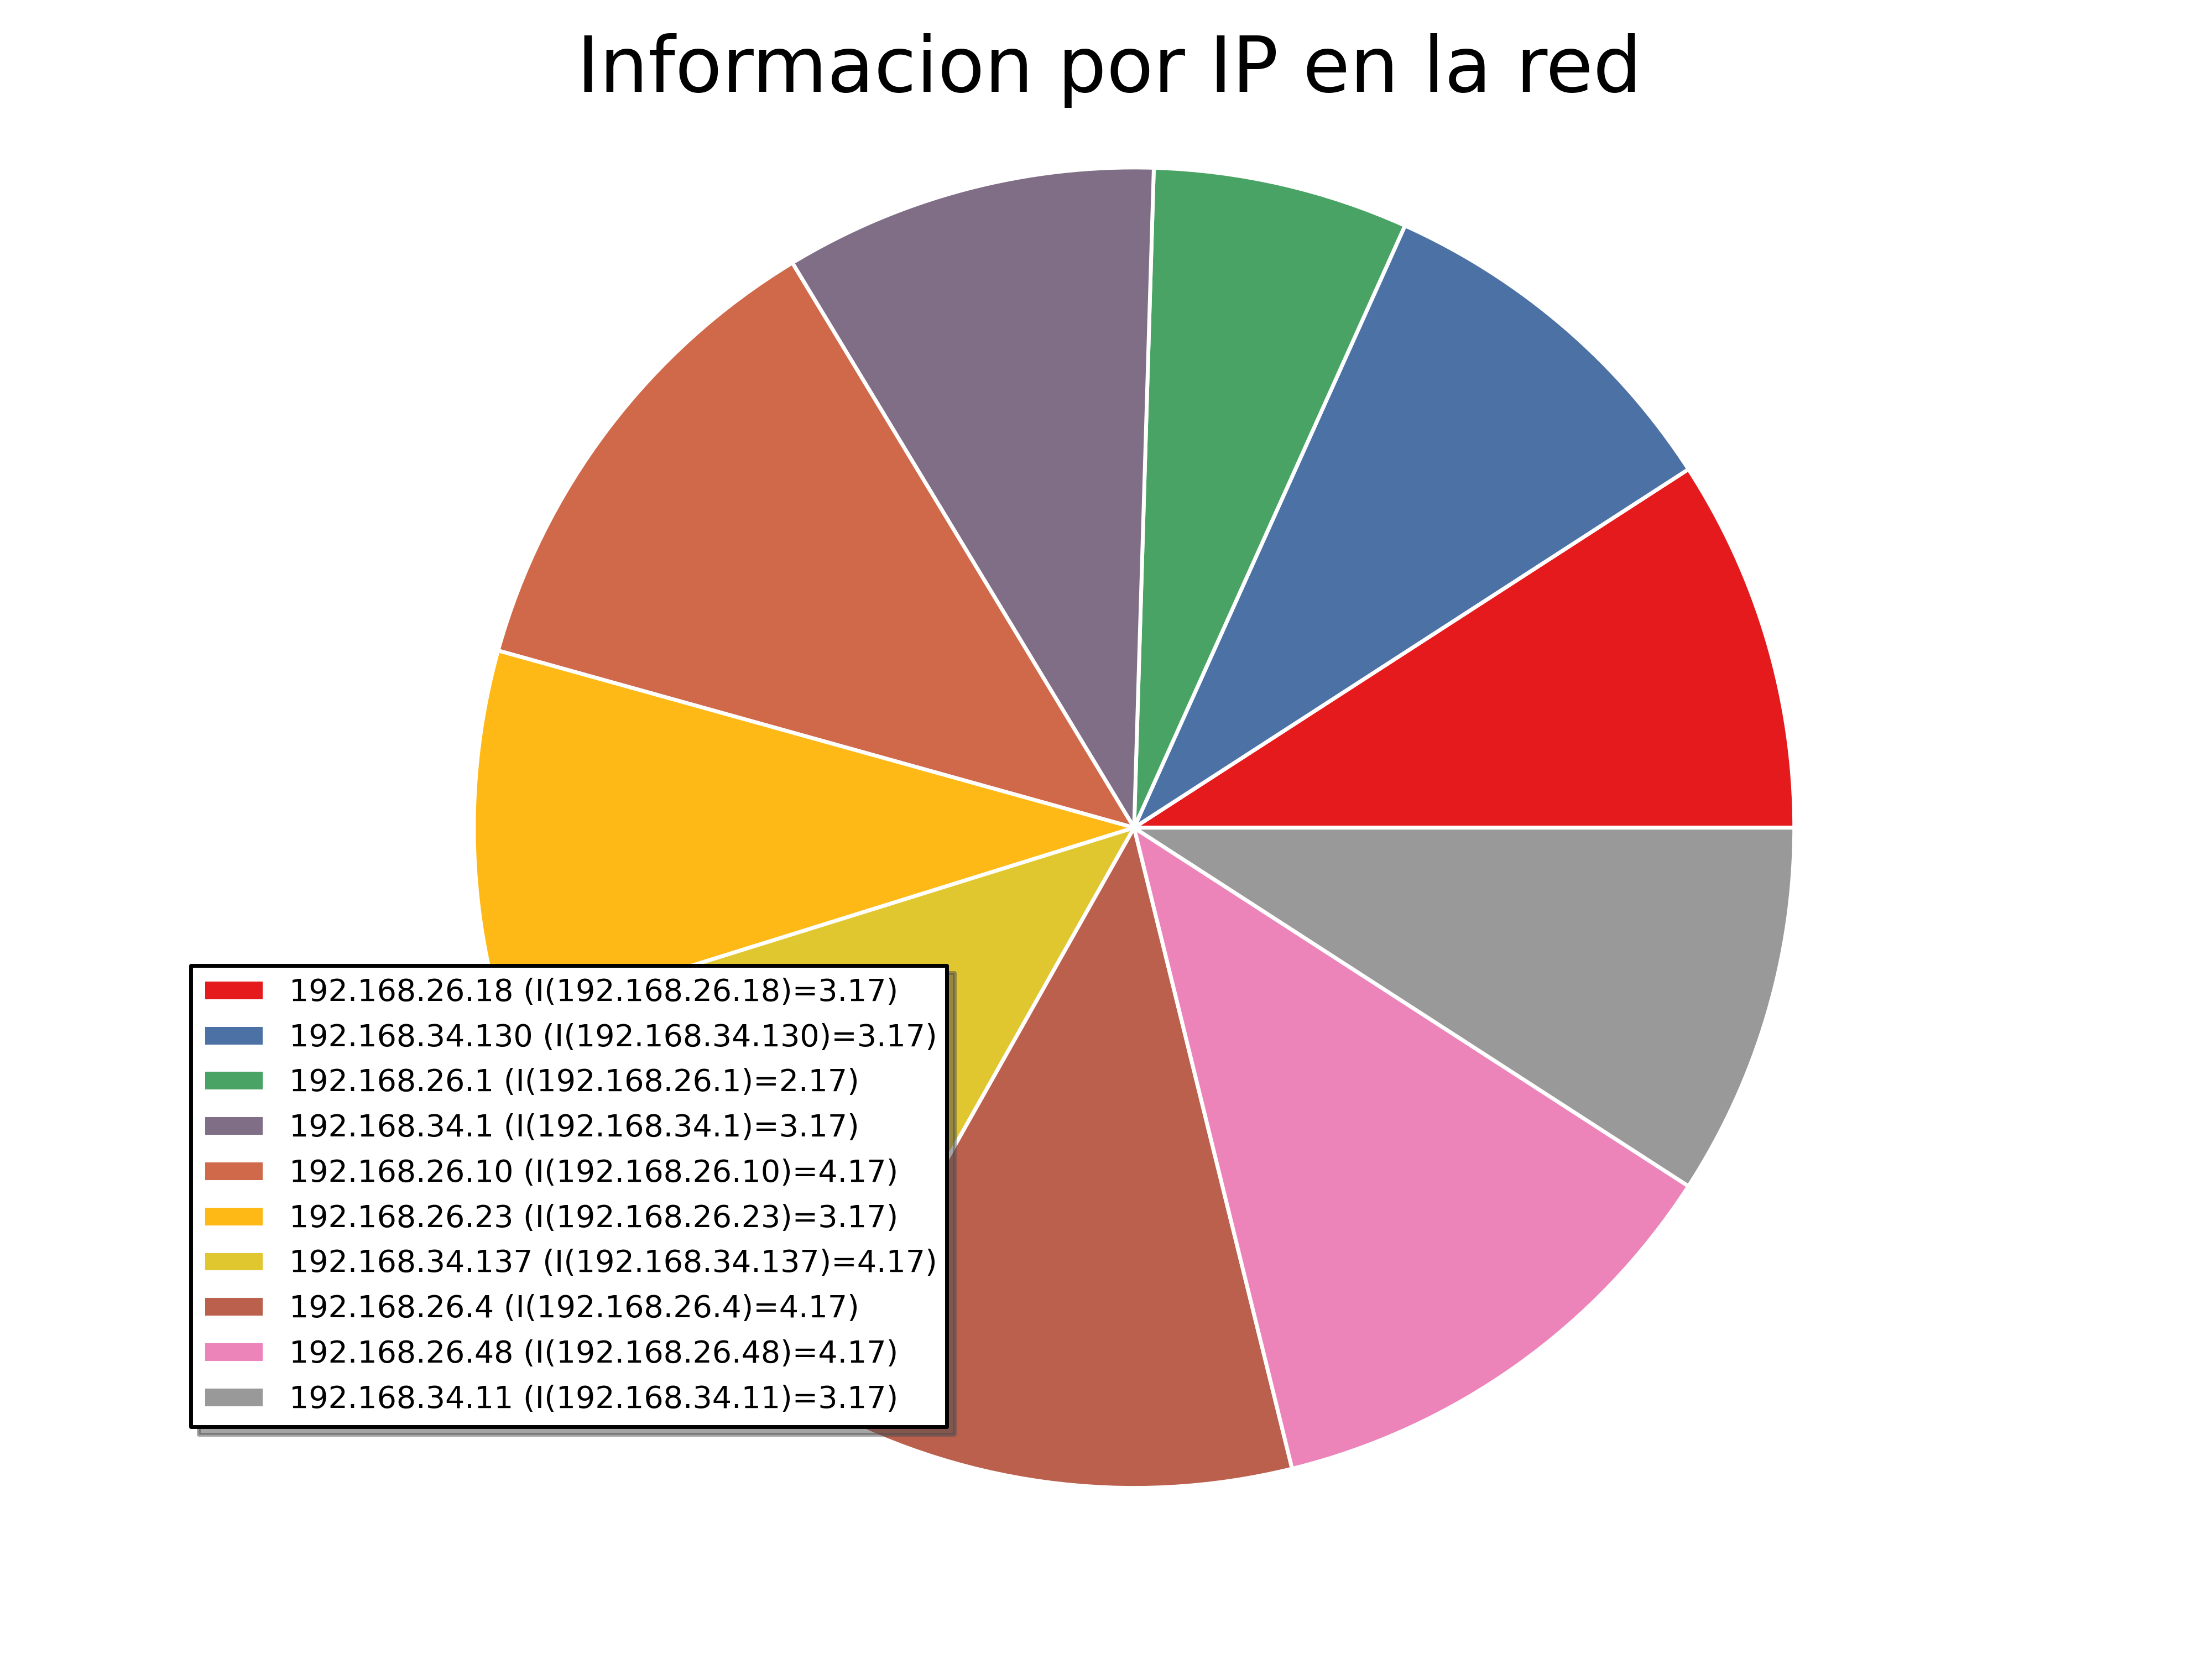 Informacion por IP en la red
192.168.26.18 (I(192.168.26.18)=3.17)
192.168.34.130 (I(192.168.34.130)=3.17)
192.168.26.1 (I(192.168.26.1)=2.17)
192.168.34.1 (I(192.168.34.1)=3.17)
192.168.26.10 (I(192.168.26.10)=4.17)
192.168.26.23 (I(192.168.26.23)=3.17)
192.168.34.137 (I(192.168.34.137)=4.17)
192.168.26.4 (I(192.168.26.4)=4.17)
192.168.26.48 (I(192.168.26.48)=4.17)
192.168.34.11 (I(192.168.34.11)=3.17)